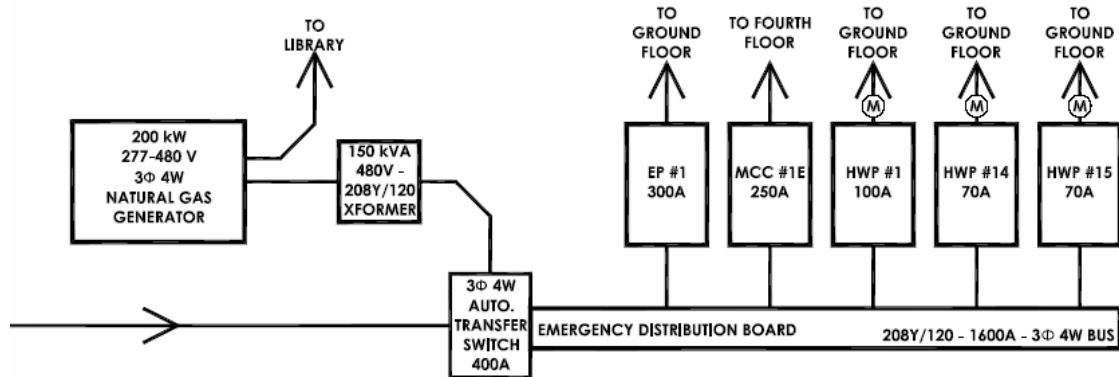 TO
LIBRARY
200 kW
277-480 V
3Φ 4W
NATURAL GAS
GENERATOR
150 kVA
480V -
208Y/120
XFORMER
3Φ 4W
AUTO.
TRANSFER
SWITCH
400A
TO
GROUND
FLOOR
EP #1
300A
TO FOURTH
FLOOR
MCC #1E
250A
TO
GROUND
FLOOR
M
HWP #1
100A
TO
GROUND
FLOOR
M
HWP #14
70A
TO
GROUND
FLOOR
M
HWP #15
70A
EMERGENCY DISTRIBUTION BOARD
208Y/120 - 1600A - 3Φ 4W BUS